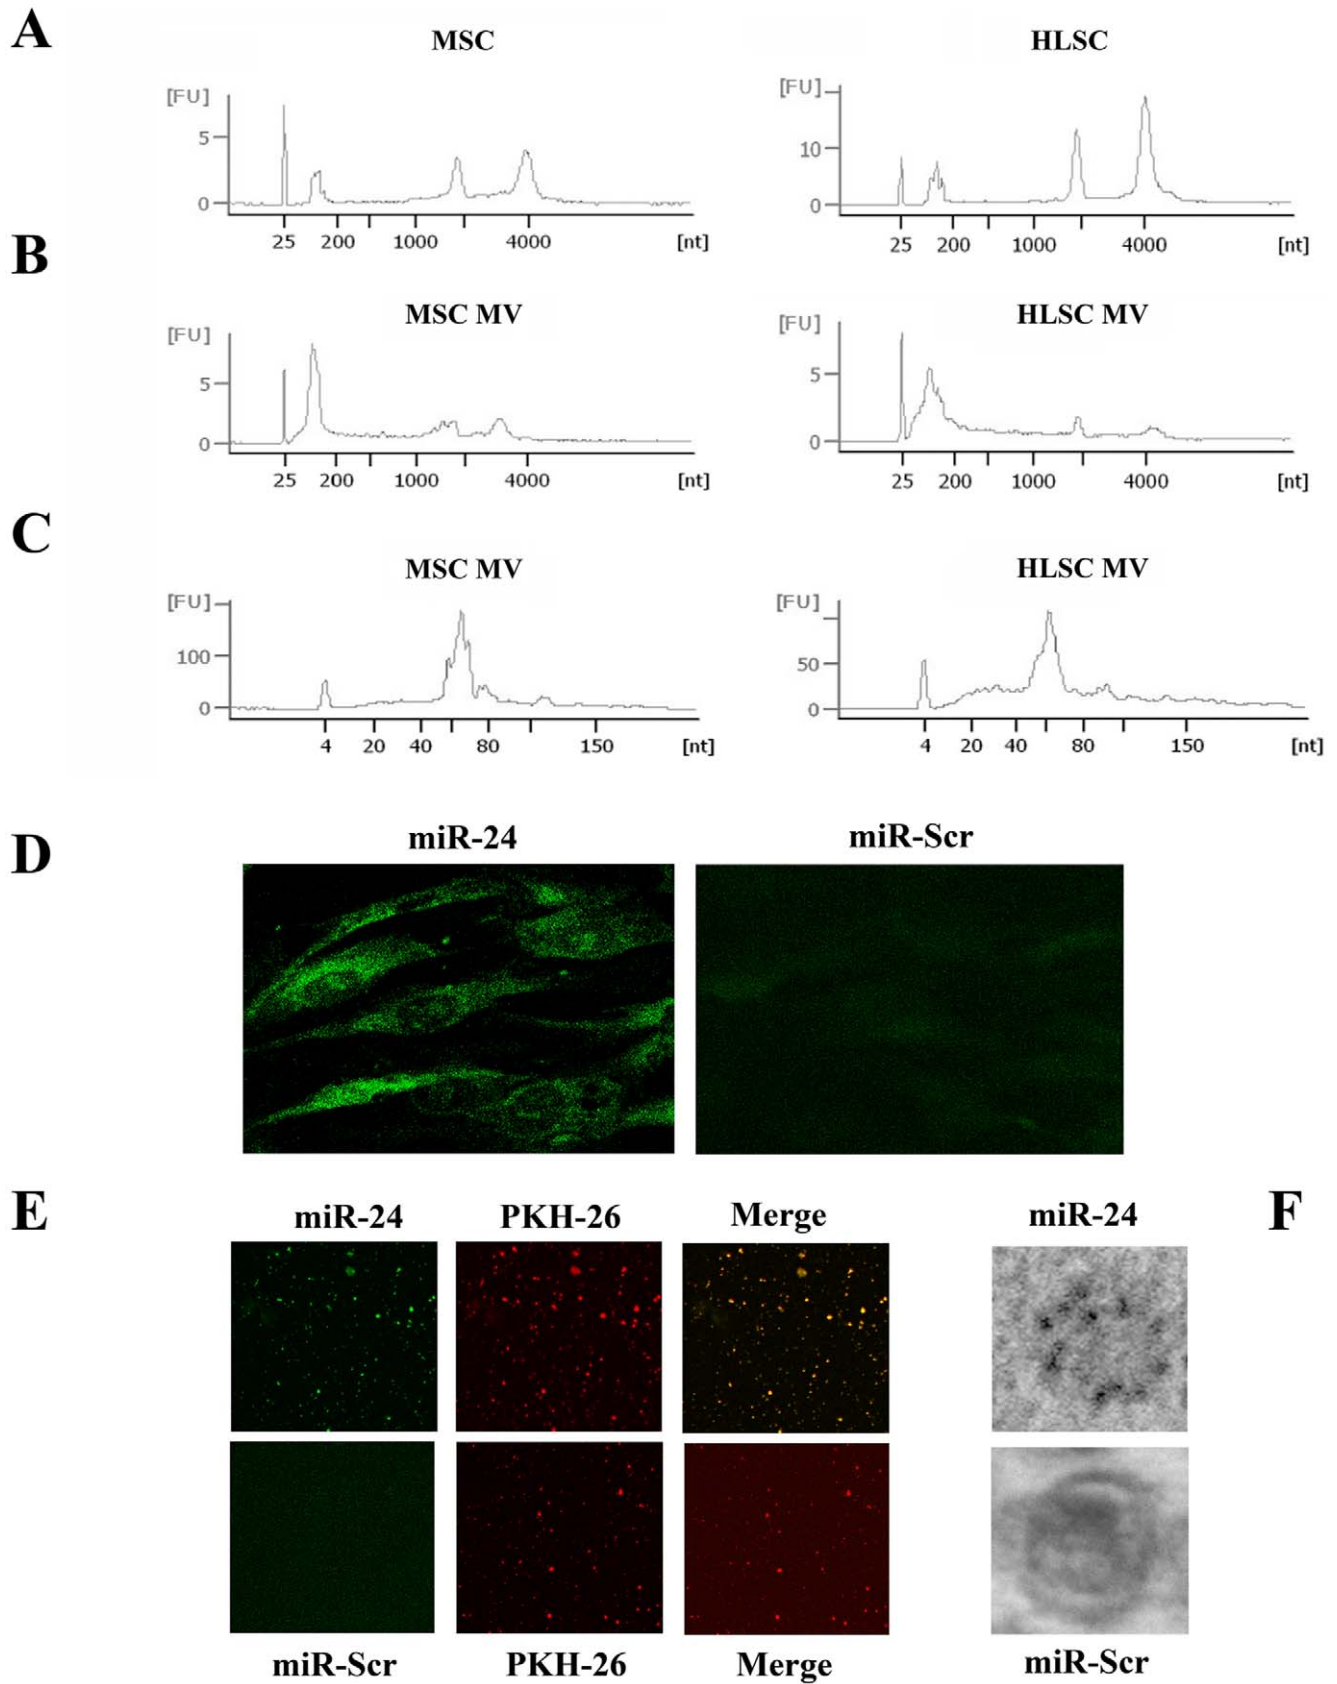 A
MSC
HLSC
[FU]
5
0
25 200 1000 4000 [nt]
[FU]
10
0
25 200 1000 4000 [nt]
B
MSC MV
HLSC MV
[FU]
5
0
25 200 1000 4000 [nt]
[FU]
5
0
25 200 1000 4000 [nt]
C
MSC MV
HLSC MV
[FU]
100
0
4 20 40 80 150 [nt]
[FU]
50
0
4 20 40 80 150 [nt]
D
miR-24
miR-Scr
E
miR-24
PKH-26
Merge
miR-Scr
PKH-26
Merge
F
miR-24
miR-Scr